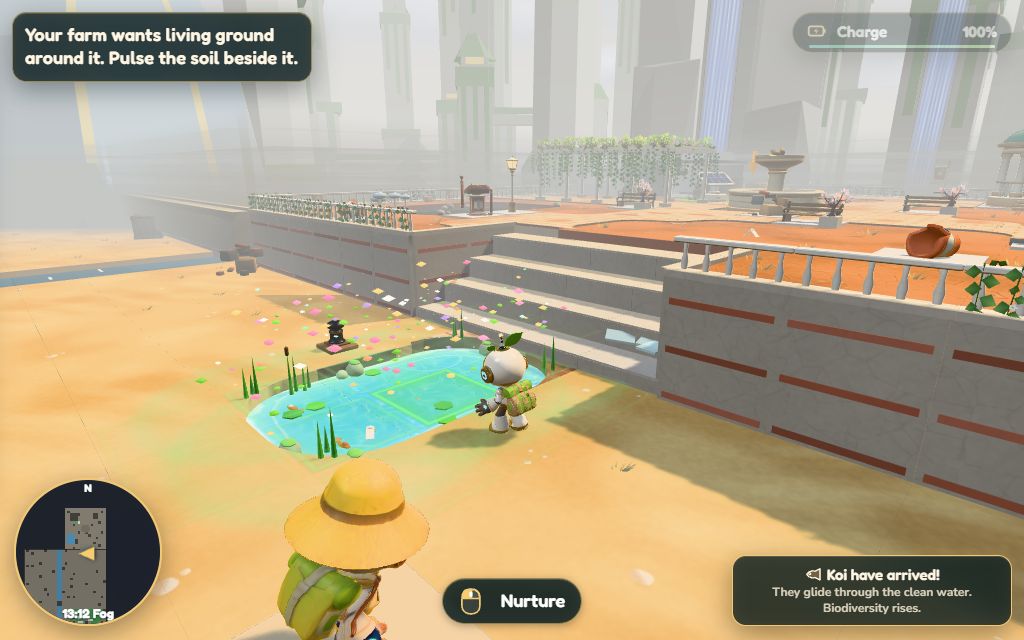 Your farm wants living ground
around it. Pulse the soil beside it.
Charge 100%
N
13:12 Fog
Nurture
Koi have arrived!
They glide through the clean water.
Biodiversity rises.